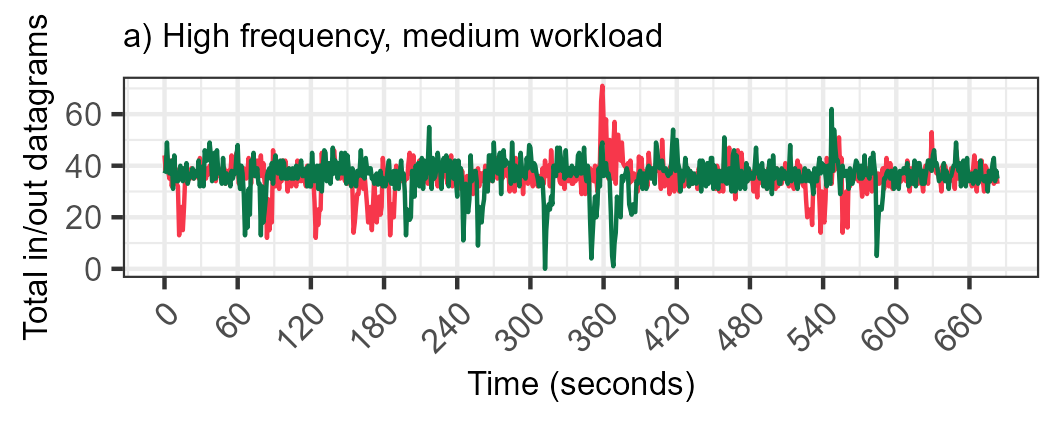 a) High frequency, medium workload
Total in/out datagrams
60
40
20
0
0 60 120 180 240 300 360 420 480 540 600 660
Time (seconds)